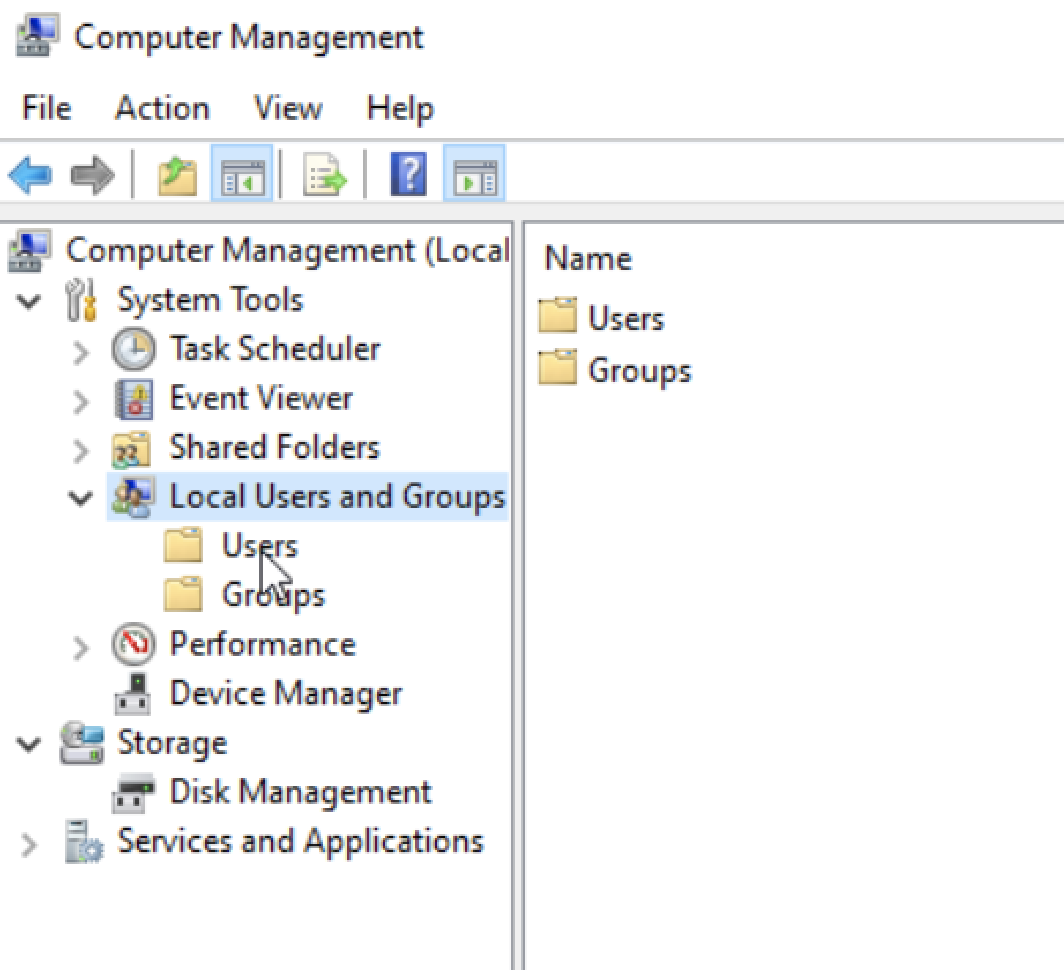 Computer Management
File Action View Help
Computer Management (Local
System Tools
Task Scheduler
Event Viewer
Shared Folders
Local Users and Groups
Users
Groups
Performance
Device Manager
Storage
Disk Management
Services and Applications
Name
Users
Groups